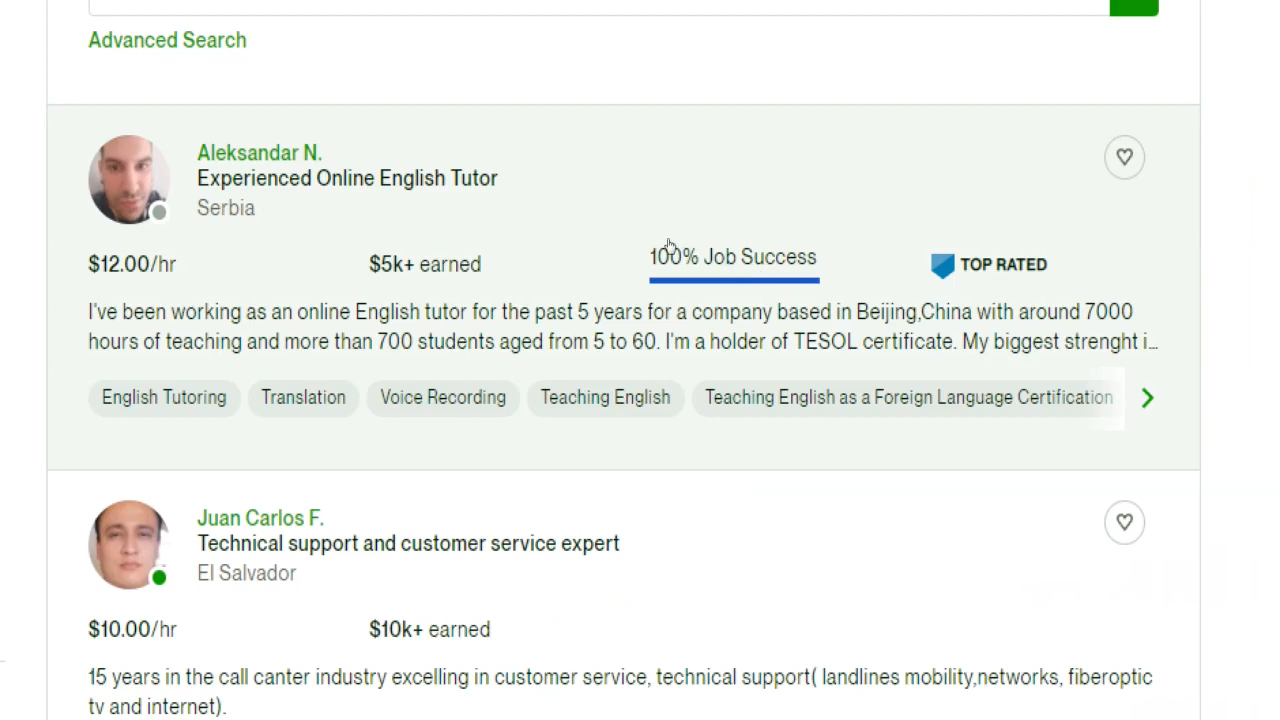 Advanced Search
Aleksandar N.
Experienced Online English Tutor
Serbia
$12.00/hr $5k+ earned 100% Job Success TOP RATED
I've been working as an online English tutor for the past 5 years for a company based in Beijing,China with around 7000
hours of teaching and more than 700 students aged from 5 to 60. I'm a holder of TESOL certificate. My biggest strenght i...
English Tutoring Translation Voice Recording Teaching English Teaching English as a Foreign Language Certification
Juan Carlos F.
Technical support and customer service expert
El Salvador
$10.00/hr $10k+ earned
15 years in the call canter industry excelling in customer service, technical support( landlines mobility,networks, fiberoptic
tv and internet).